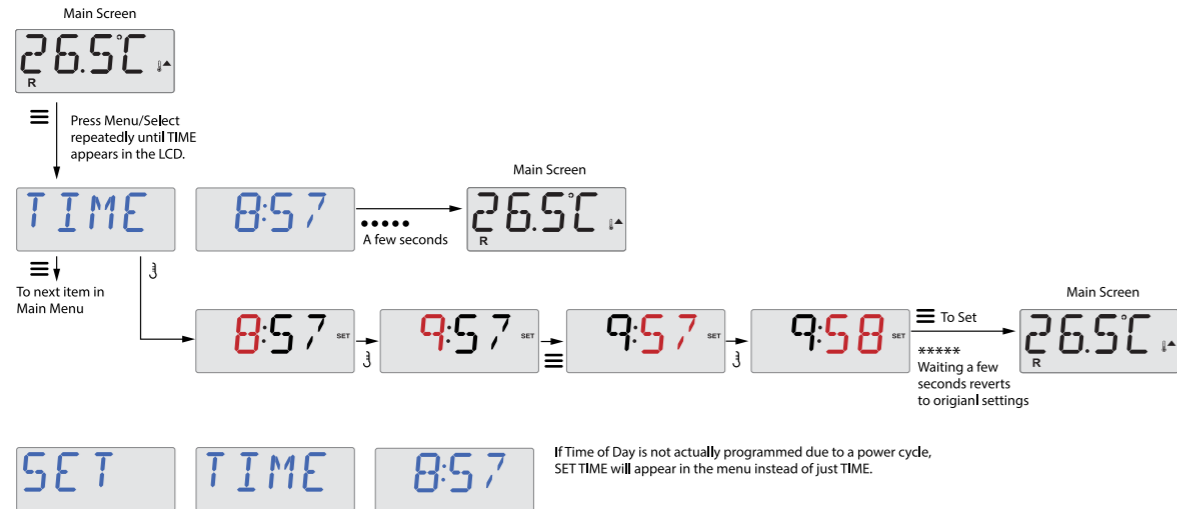 Main Screen
26.5°C
R
Press Menu/Select
repeatedly until TIME
appears in the LCD.
Main Screen
TIME
8:57
A few seconds
26.5°C
R
To next item in
Main Menu
Main Screen
8:57 SET
9:57 SET
9:57 SET
9:58 SET
To Set
26.5°C
R
*****
Waiting a few
seconds reverts
to origianl settings
SET
TIME
8:57
If Time of Day is not actually programmed due to a power cycle,
SET TIME will appear in the menu instead of just TIME.